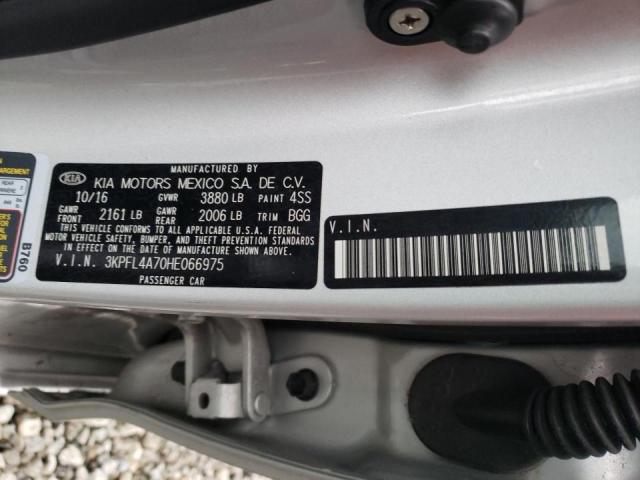 MANUFACTURED BY
KIA KIA MOTORS MEXICO S.A. DE C.V.
10/16 GVWR 3880 LB PAINT 4SS
GAWR FRONT 2161 LB GAWR REAR 2006 LB TRIM BGG
THIS VEHICLE CONFORMS TO ALL APPLICABLE U.S.A. FEDERAL
MOTOR VEHICLE SAFETY, BUMPER, AND THEFT PREVENTION
STANDARDS IN EFFECT ON THE DATE OF MANUFACTURE SHOWN ABOVE.
V.I.N. 3KPFL4A70HE066975
PASSENGER CAR
V.I.N.
B760
REAR